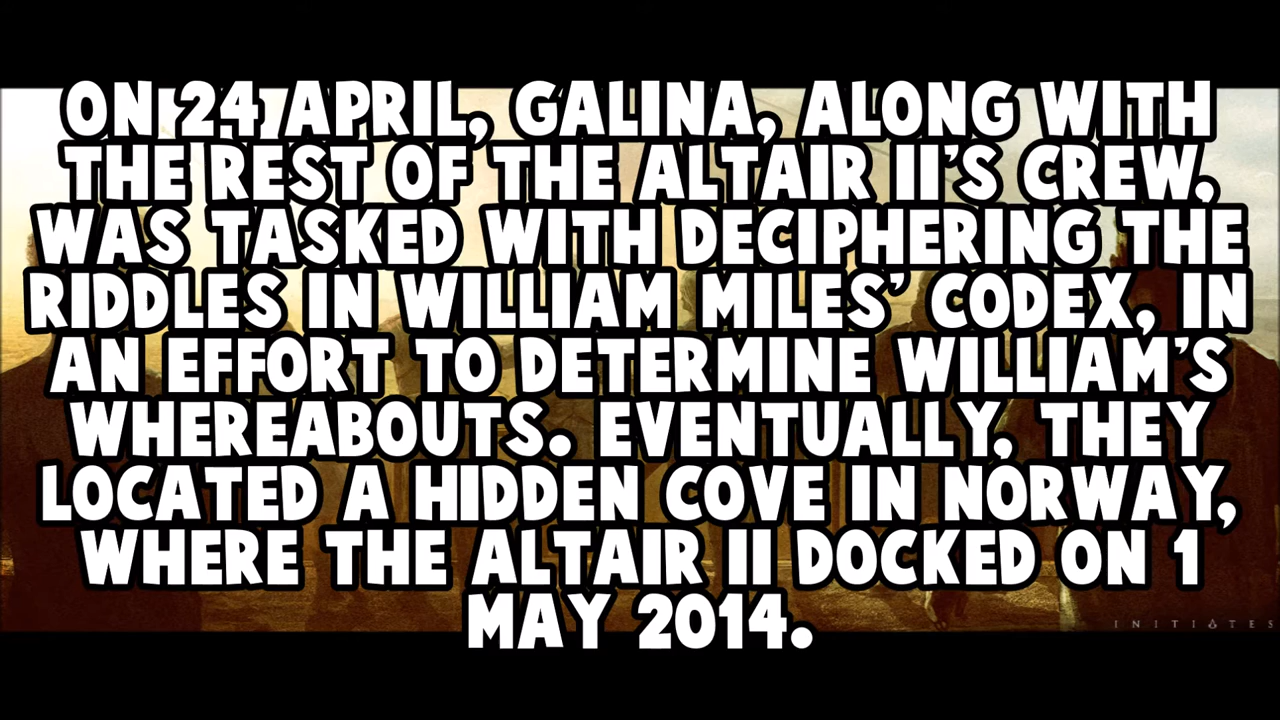 ON 24 APRIL, GALINA, ALONG WITH
THE REST OF THE ALTAIR II'S CREW,
WAS TASKED WITH DECIPHERING THE
RIDDLES IN WILLIAM MILES' CODEX, IN
AN EFFORT TO DETERMINE WILLIAM'S
WHEREABOUTS. EVENTUALLY, THEY
LOCATED A HIDDEN COVE IN NORWAY,
WHERE THE ALTAIR II DOCKED ON 1
MAY 2014.
INITIATES